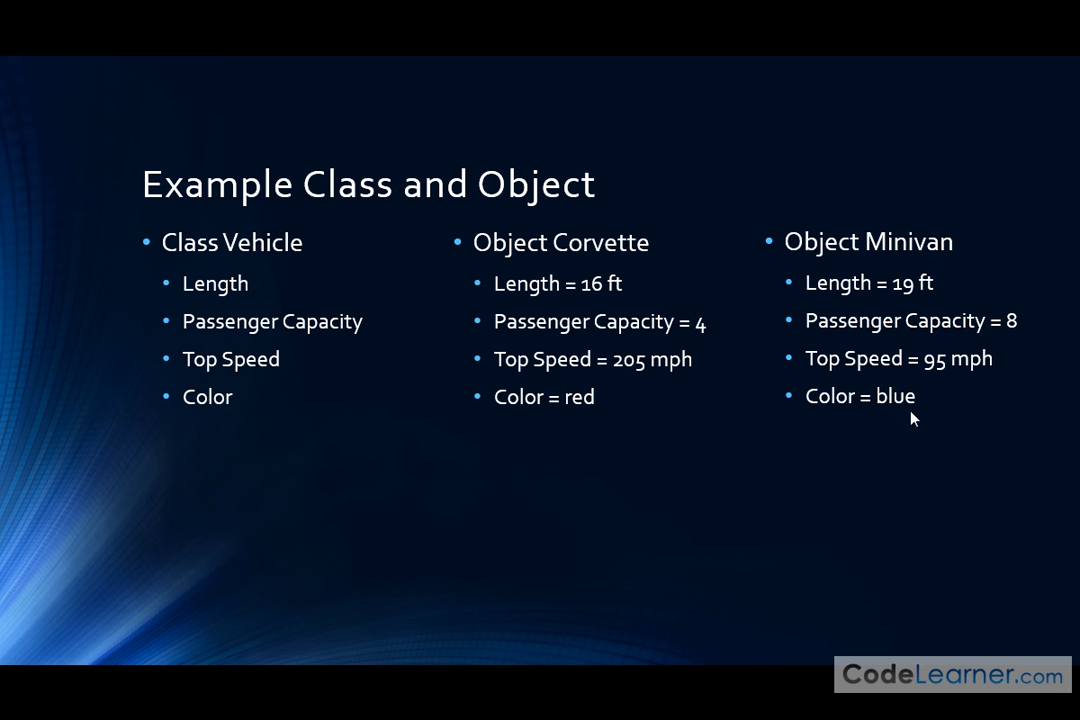 Example Class and Object
Class Vehicle
Length
Passenger Capacity
Top Speed
Color
Object Corvette
Length = 16 ft
Passenger Capacity = 4
Top Speed = 205 mph
Color = red
Object Minivan
Length = 19 ft
Passenger Capacity = 8
Top Speed = 95 mph
Color = blue
CodeLearner.com